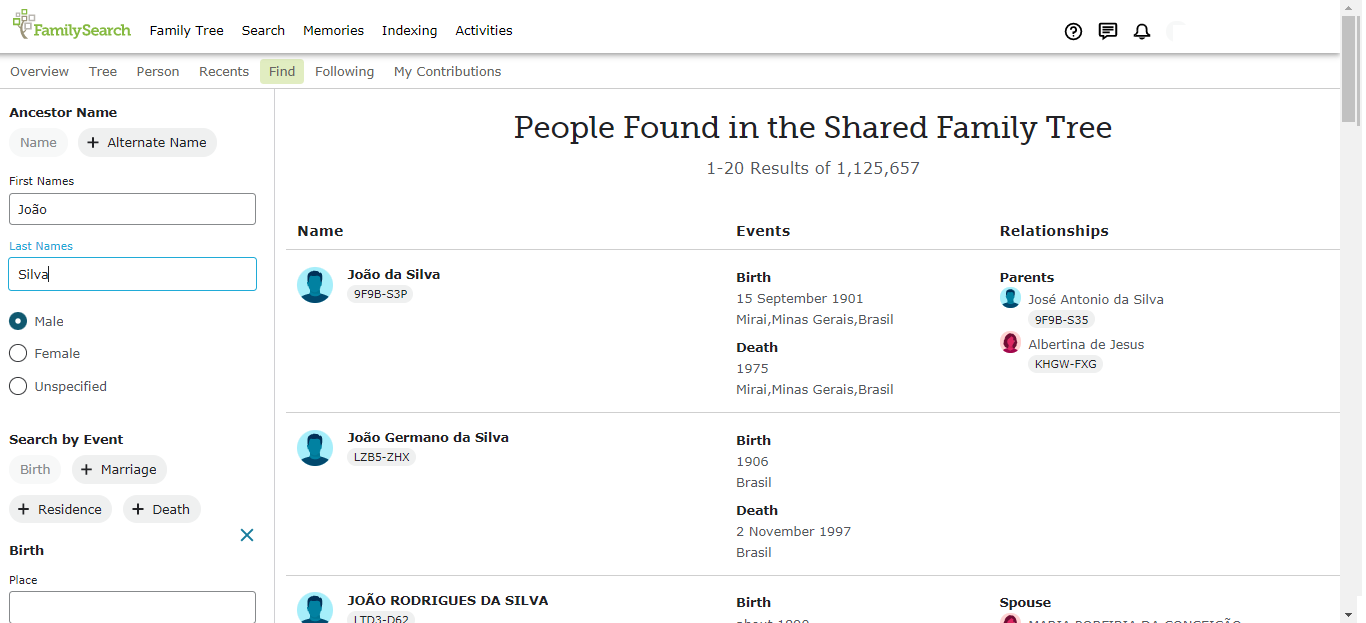 FamilySearch
Family Tree Search Memories Indexing Activities
Overview Tree Person Recents Find Following My Contributions
Ancestor Name
Name + Alternate Name
First Names
João
Last Names
Silva
Male
Female
Unspecified
Search by Event
Birth + Marriage
+ Residence + Death
Birth
Place
People Found in the Shared Family Tree
1-20 Results of 1,125,657
Name Events Relationships
João da Silva
9F9B-S3P
Birth
15 September 1901
Mirai,Minas Gerais,Brasil
Death
1975
Mirai,Minas Gerais,Brasil
Parents
José Antonio da Silva
9F9B-S35
Albertina de Jesus
KHGW-FXG
João Germano da Silva
LZB5-ZHX
Birth
1906
Brasil
Death
2 November 1997
Brasil
JOÃO RODRIGUES DA SILVA
LTD3-D62
Birth
Spouse